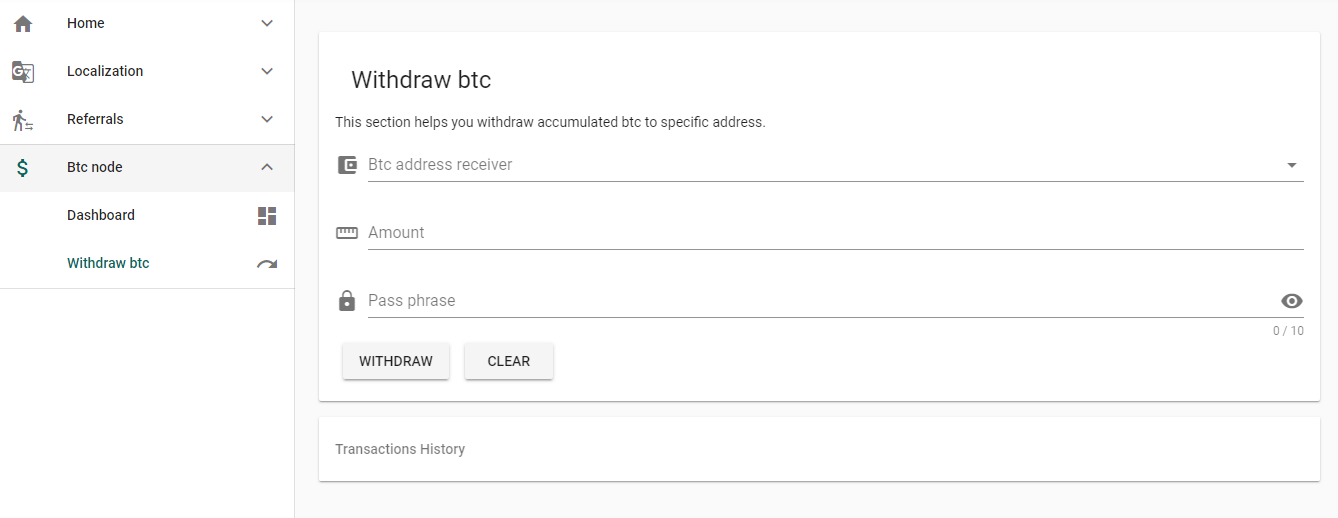 Home
Localization
Referrals
Btc node
Dashboard
Withdraw btc
Withdraw btc
This section helps you withdraw accumulated btc to specific address.
Btc address receiver
Amount
Pass phrase
0 / 10
WITHDRAW
CLEAR
Transactions History